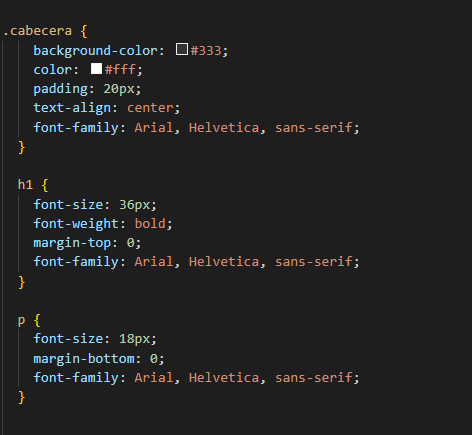 .cabecera {
background-color: #333;
color: #fff;
padding: 20px;
text-align: center;
font-family: Arial, Helvetica, sans-serif;
}
h1 {
font-size: 36px;
font-weight: bold;
margin-top: 0;
font-family: Arial, Helvetica, sans-serif;
}
p {
font-size: 18px;
margin-bottom: 0;
font-family: Arial, Helvetica, sans-serif;
}